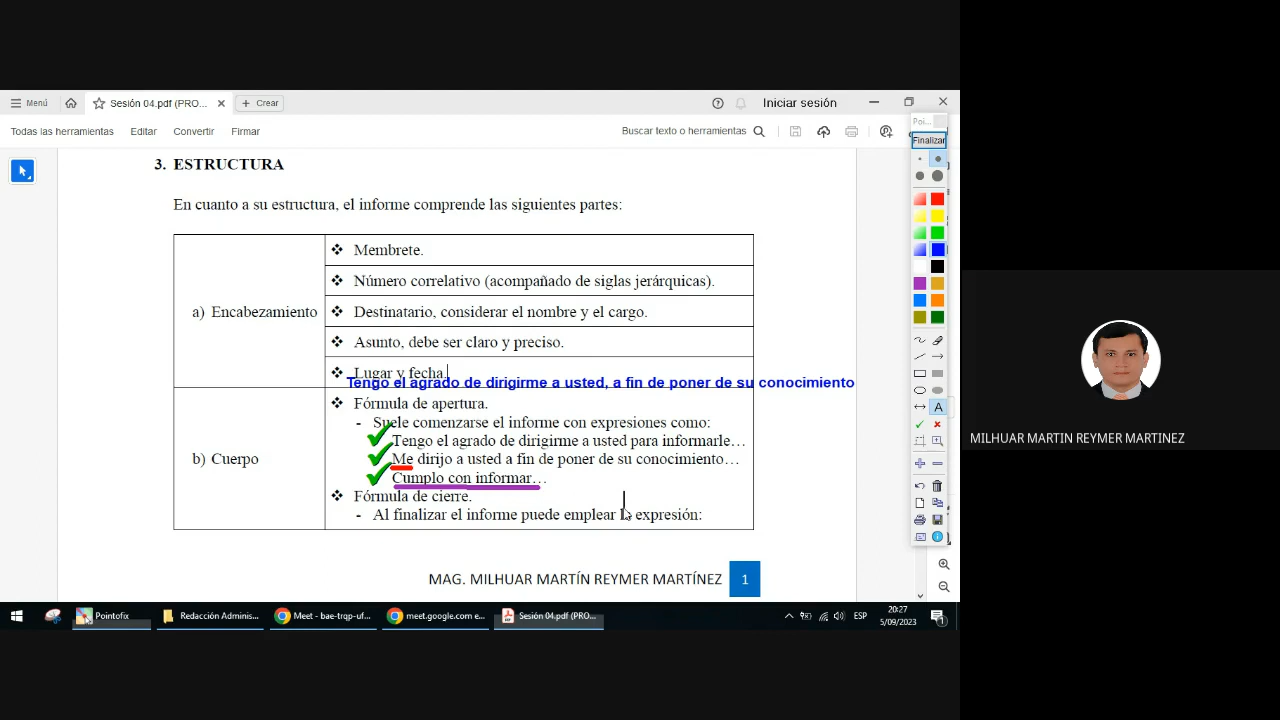 Menú
Sesión 04.pdf (PRO...
Crear
Iniciar sesión
Todas las herramientas
Editar
Convertir
Firmar
Buscar texto o herramientas
Poi...
Finalizar
3. ESTRUCTURA
En cuanto a su estructura, el informe comprende las siguientes partes:
a) Encabezamiento
❖ Membrete.
❖ Número correlativo (acompañado de siglas jerárquicas).
❖ Destinatario, considerar el nombre y el cargo.
❖ Asunto, debe ser claro y preciso.
❖ Lugar y fecha.
Tengo el agrado de dirigirme a usted, a fin de poner de su conocimiento
b) Cuerpo
❖ Fórmula de apertura.
- Suele comenzarse el informe con expresiones como:
Tengo el agrado de dirigirme a usted para informarle…
Me dirijo a usted a fin de poner de su conocimiento…
Cumplo con informar…
❖ Fórmula de cierre.
- Al finalizar el informe puede emplear la expresión:
MAG. MILHUAR MARTÍN REYMER MARTÍNEZ 1
A
MILHUAR MARTIN REYMER MARTINEZ
Pointofix
Redacción Adminis...
Meet - bae-trqp-uf...
meet.google.com e...
Sesión 04.pdf (PRO...
ESP
20:27
5/09/2023